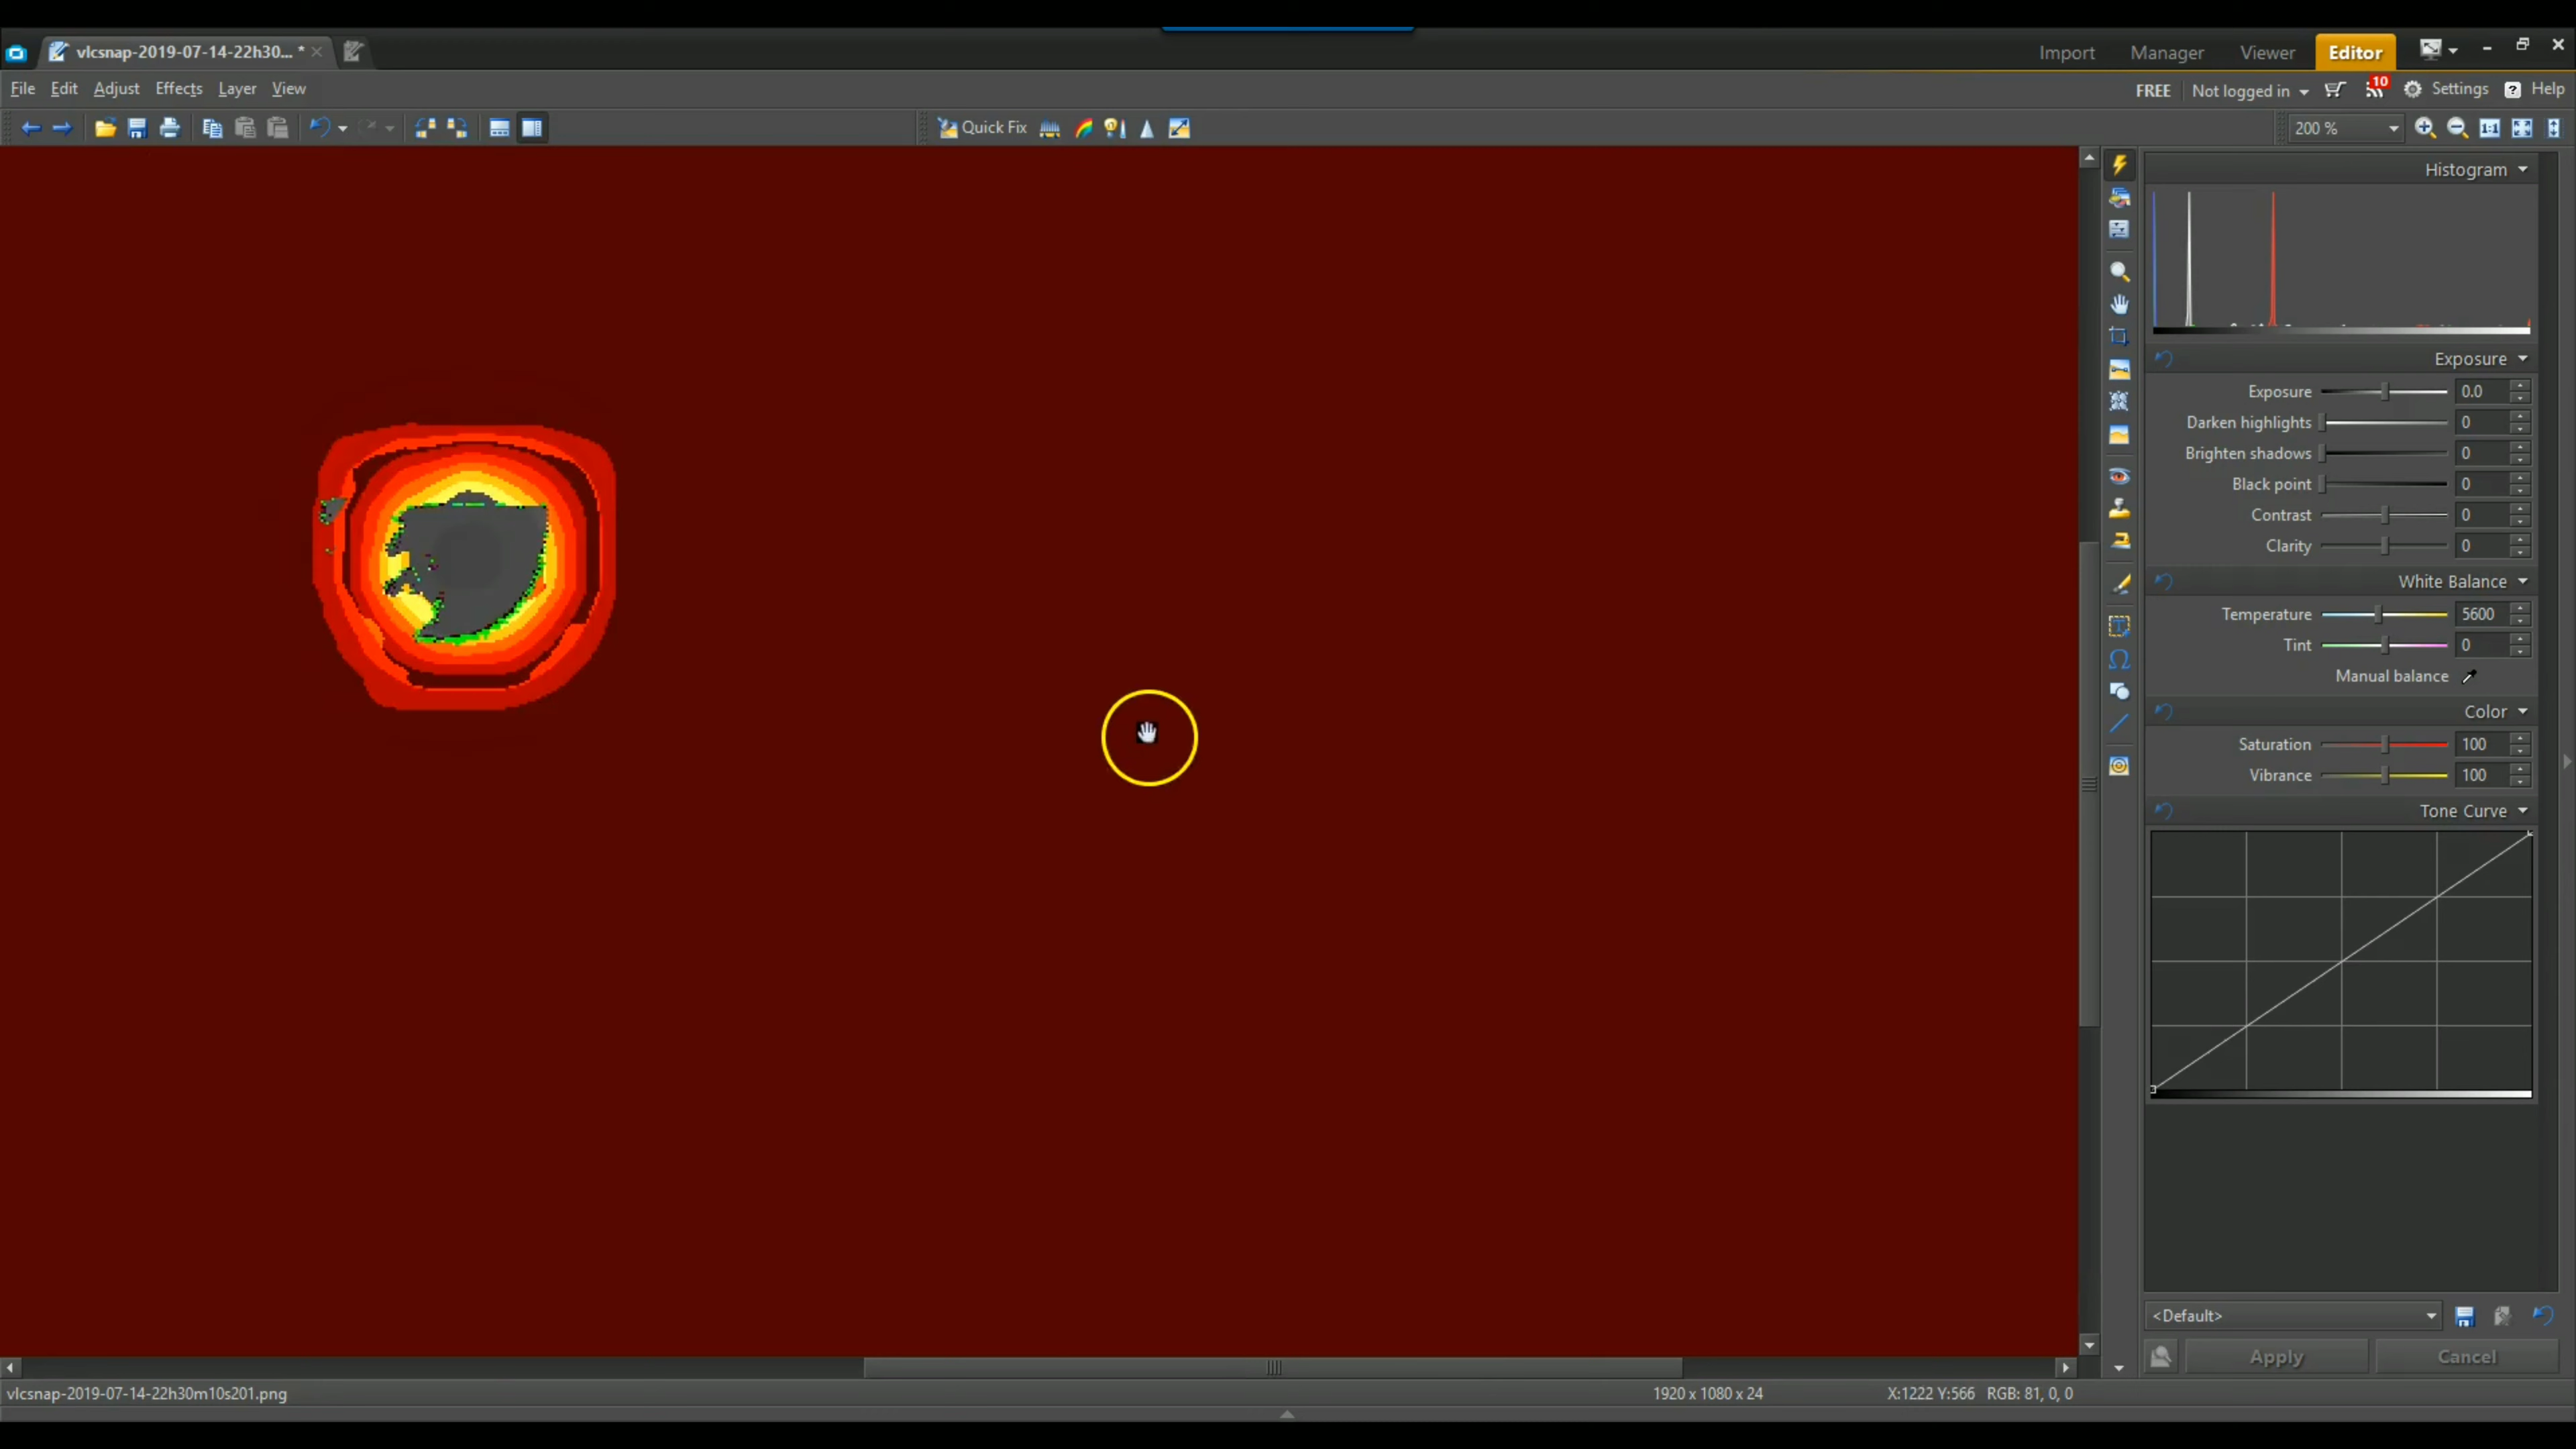 vlcsnap-2019-07-14-22h30... *
Import Manager Viewer Editor
File Edit Adjust Effects Layer View
FREE Not logged in 10 Settings ? Help
Quick Fix
200 % 1:1
Histogram
Exposure
Exposure 0.0
Darken highlights 0
Brighten shadows 0
Black point 0
Contrast 0
Clarity 0
White Balance
Temperature 5600
Tint 0
Manual balance
Color
Saturation 100
Vibrance 100
Tone Curve
<Default>
Apply Cancel
vlcsnap-2019-07-14-22h30m10s201.png 1920 x 1080 x 24 X:1222 Y:566 RGB: 81, 0, 0